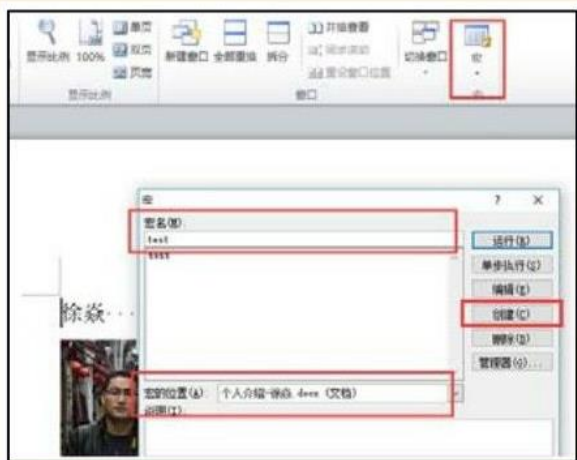 单页
显示比例 100% 双页 新建窗口 全部重排 拆分 并排查看 切换窗口 宏
页宽
同步滚动
重设窗口位置
显示比例 窗口 宏
宏 ? ×
宏名(M):
test
test
运行(R)
单步执行(S)
编辑(E)
创建(C)
删除(D)
管理器(G)...
徐焱
宏的位置(A): 个人介绍-徐焱.docx (文档)
说明(I):